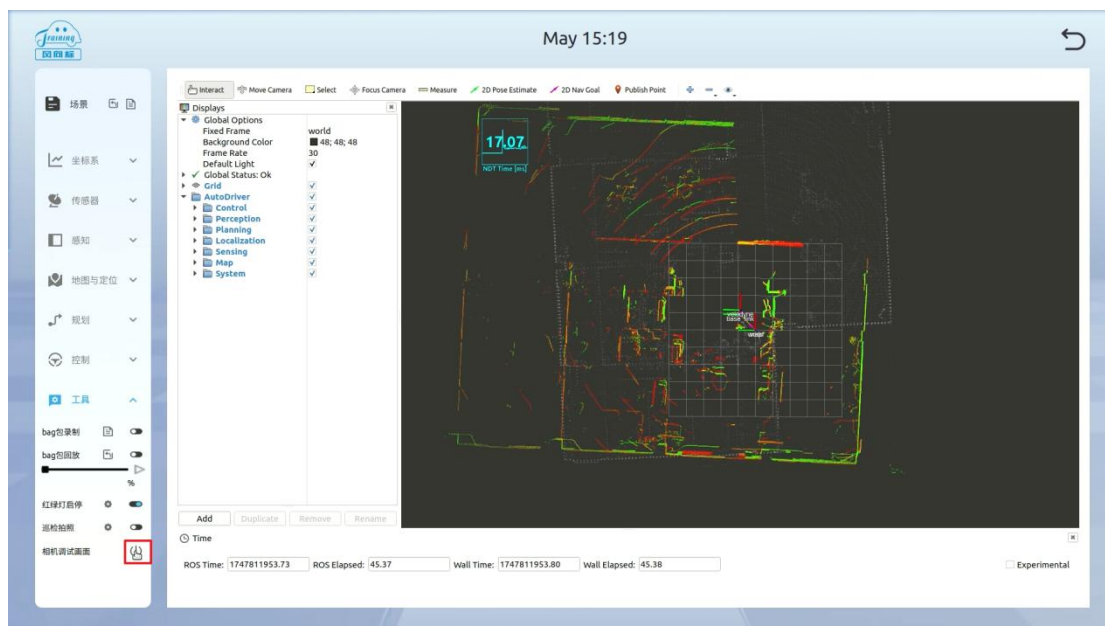 Training
风向标
May 15:19
场景
坐标系
传感器
感知
地图与定位
规划
控制
工具
bag包录制
bag包回放
%
红绿灯启停
巡检拍照
相机调试画面
Interact Move Camera Select Focus Camera Measure 2D Pose Estimate 2D Nav Goal Publish Point
Displays
Global Options
Fixed Frame world
Background Color 48; 48; 48
Frame Rate 30
Default Light
Global Status: Ok
Grid
AutoDriver
Control
Perception
Planning
Localization
Sensing
Map
System
Add Duplicate Remove Rename
17.07
NDT Time [ms]
velodyne
base_link
Time
ROS Time: 1747811953.73 ROS Elapsed: 45.37 Wall Time: 1747811953.80 Wall Elapsed: 45.38 Experimental